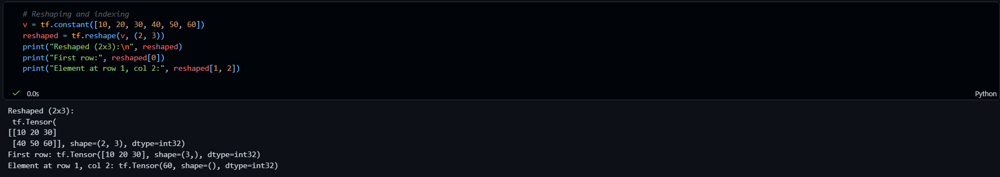 # Reshaping and indexing
v = tf.constant([10, 20, 30, 40, 50, 60])
reshaped = tf.reshape(v, (2, 3))
print("Reshaped (2x3):\n", reshaped)
print("First row:", reshaped[0])
print("Element at row 1, col 2:", reshaped[1, 2])
0.0s
Python
Reshaped (2x3):
 tf.Tensor(
[[10 20 30]
 [40 50 60]], shape=(2, 3), dtype=int32)
First row: tf.Tensor([10 20 30], shape=(3,), dtype=int32)
Element at row 1, col 2: tf.Tensor(60, shape=(), dtype=int32)